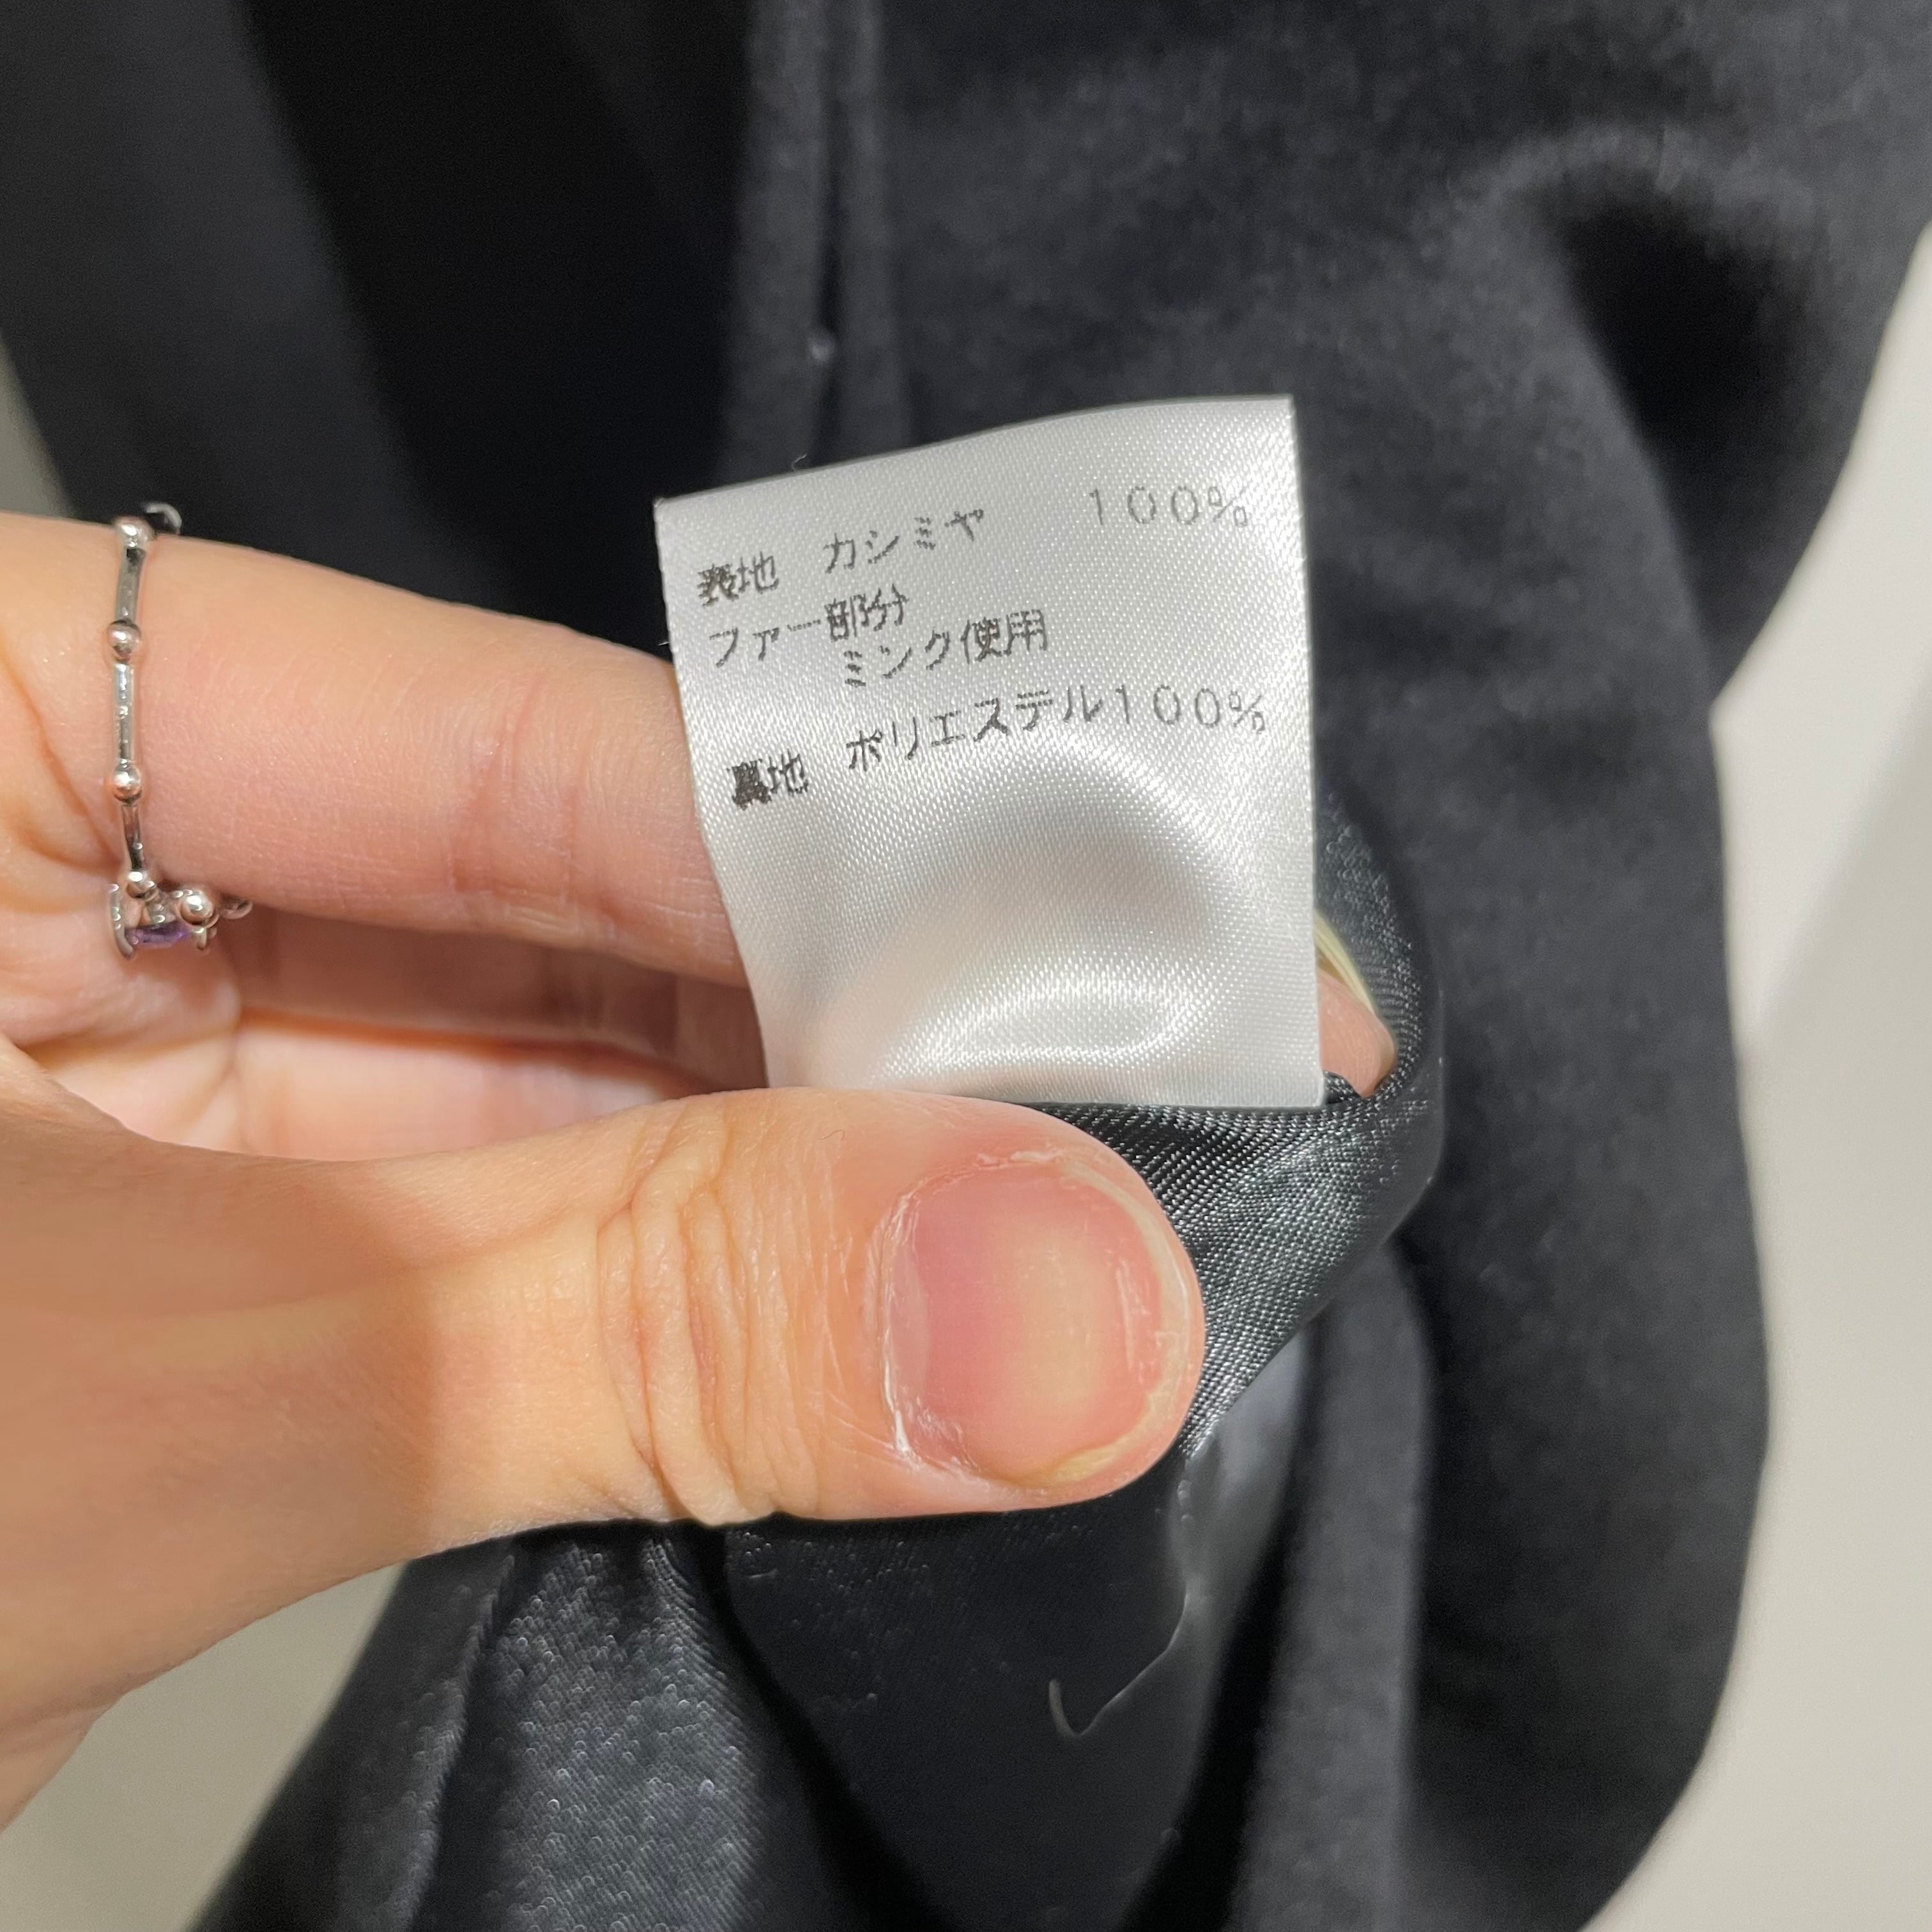 表地 カシミヤ 100%
ファー部分
ミンク使用
裏地 ポリエステル100%